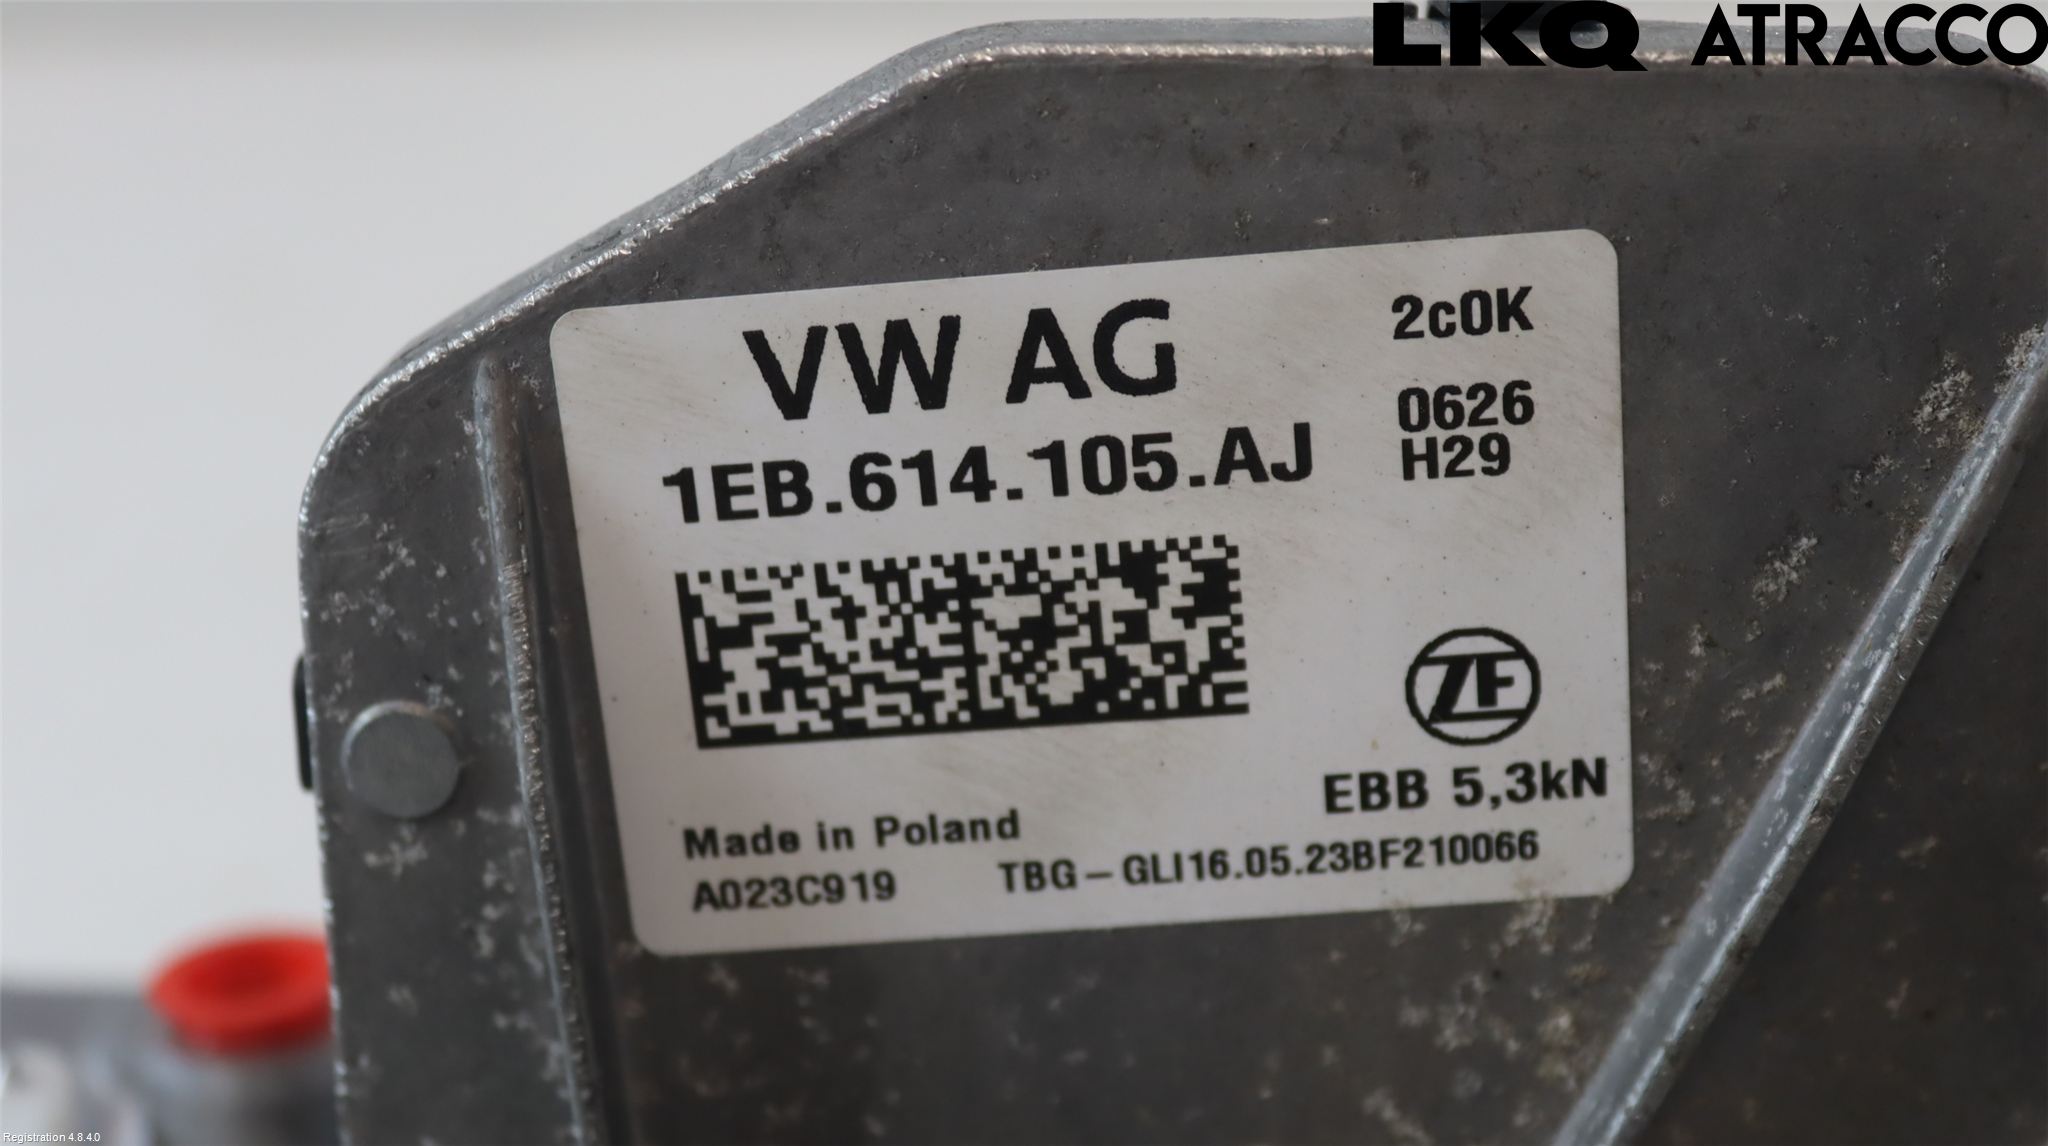 LKQ ATRACCO
VW AG
2c0K
1EB.614.105.AJ
0626
H29
ZF
EBB 5,3kN
Made in Poland
A023C919
TBG-GLI16.05.23BF210066
Registration 4.8.4.0